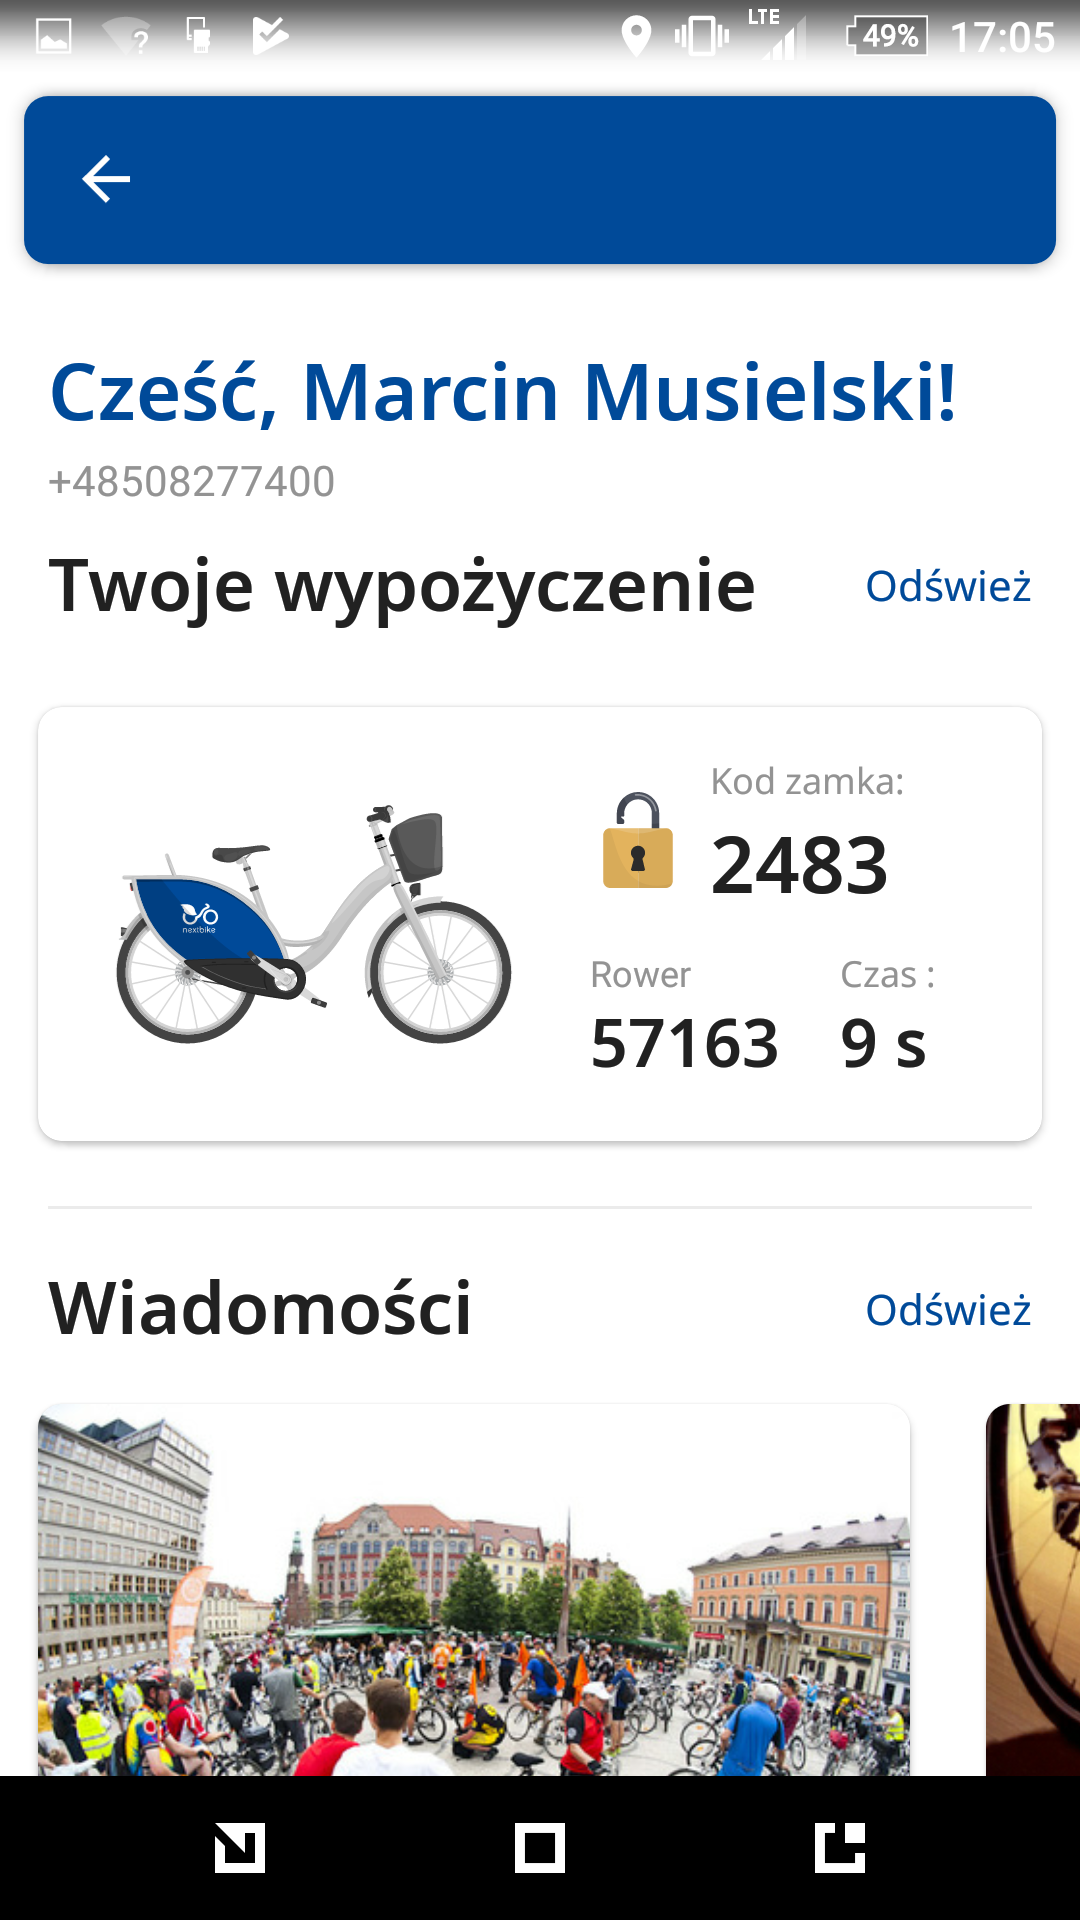 LTE
49%
17:05
Cześć, Marcin Musielski!
+48508277400
Twoje wypożyczenie
Odśwież
Kod zamka:
2483
nextbike
Rower
Czas :
57163
9 s
Wiadomości
Odśwież